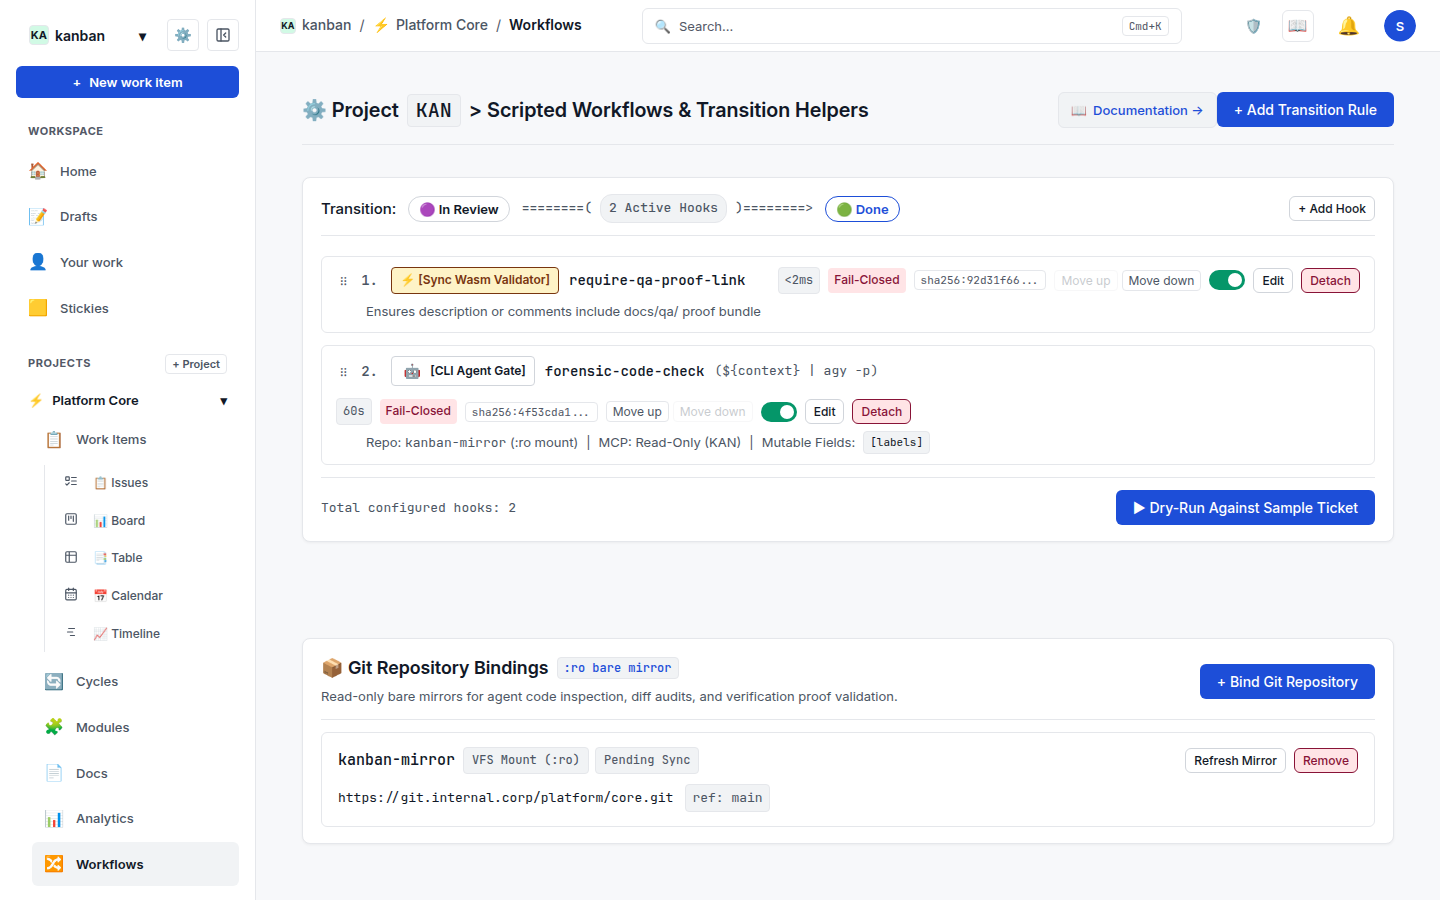 KA kanban ▾
+ New work item
WORKSPACE
Home
Drafts
Your work
Stickies
PROJECTS + Project
Platform Core ▾
Work Items
Issues
Board
Table
Calendar
Timeline
Cycles
Modules
Docs
Analytics
Workflows
KA kanban / ⚡ Platform Core / Workflows
Search... Cmd+K
S
Project KAN > Scripted Workflows & Transition Helpers
Documentation →
+ Add Transition Rule
Transition: In Review ========( 2 Active Hooks )========> Done
+ Add Hook
1. ⚡ [Sync Wasm Validator] require-qa-proof-link <2ms Fail-Closed sha256:92d31f66... Move up Move down Edit Detach
Ensures description or comments include docs/qa/ proof bundle
2. [CLI Agent Gate] forensic-code-check (${context} | agy -p)
60s Fail-Closed sha256:4f53cda1... Move up Move down Edit Detach
Repo: kanban-mirror (:ro mount) | MCP: Read-Only (KAN) | Mutable Fields: [labels]
Total configured hooks: 2
▶ Dry-Run Against Sample Ticket
Git Repository Bindings :ro bare mirror
Read-only bare mirrors for agent code inspection, diff audits, and verification proof validation.
+ Bind Git Repository
kanban-mirror VFS Mount (:ro) Pending Sync
Refresh Mirror Remove
https://git.internal.corp/platform/core.git ref: main